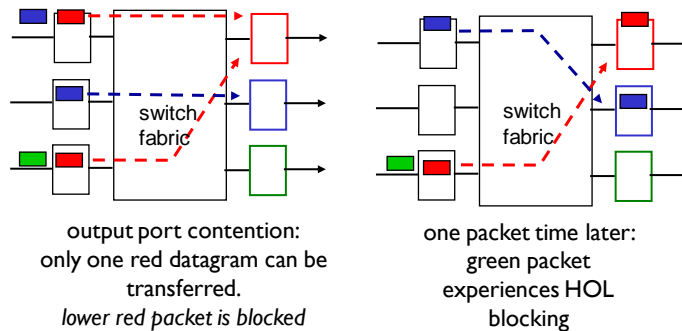 switch
fabric
output port contention:
only one red datagram can be
transferred.
lower red packet is blocked
switch
fabric
one packet time later:
green packet
experiences HOL
blocking